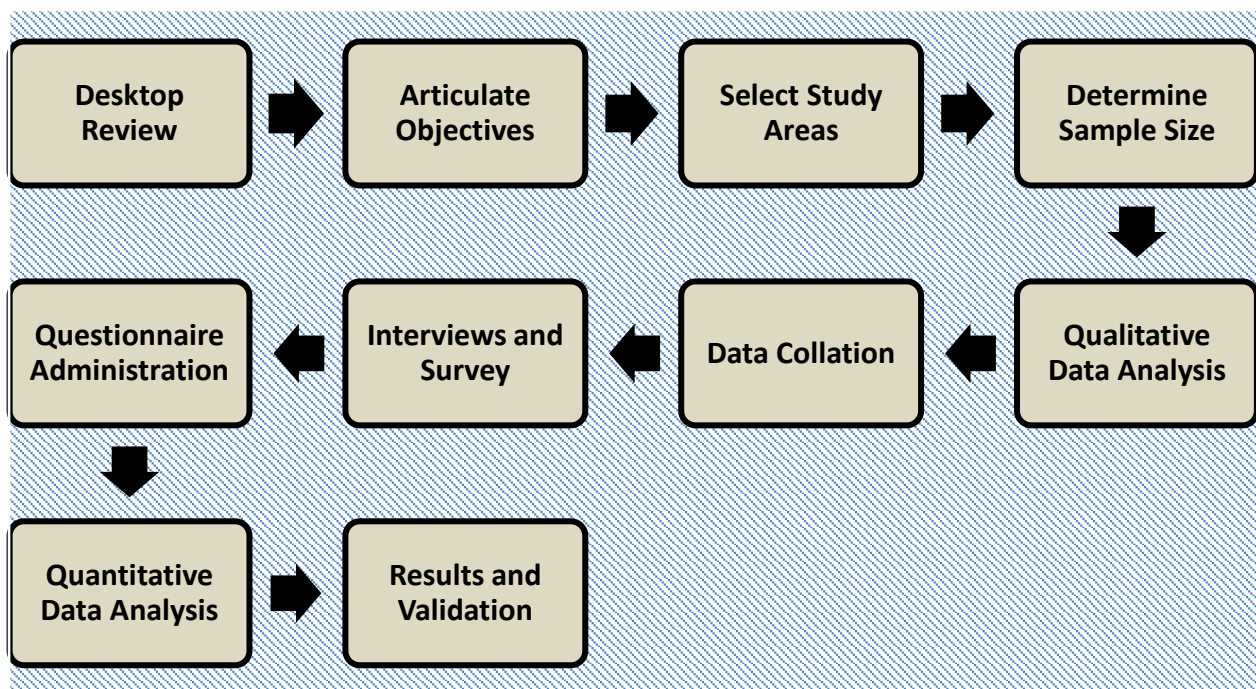 Desktop
Review
Articulate
Objectives
Select Study
Areas
Determine
Sample Size
Qualitative
Data Analysis
Data Collation
Interviews and
Survey
Questionnaire
Administration
Quantitative
Data Analysis
Results and
Validation